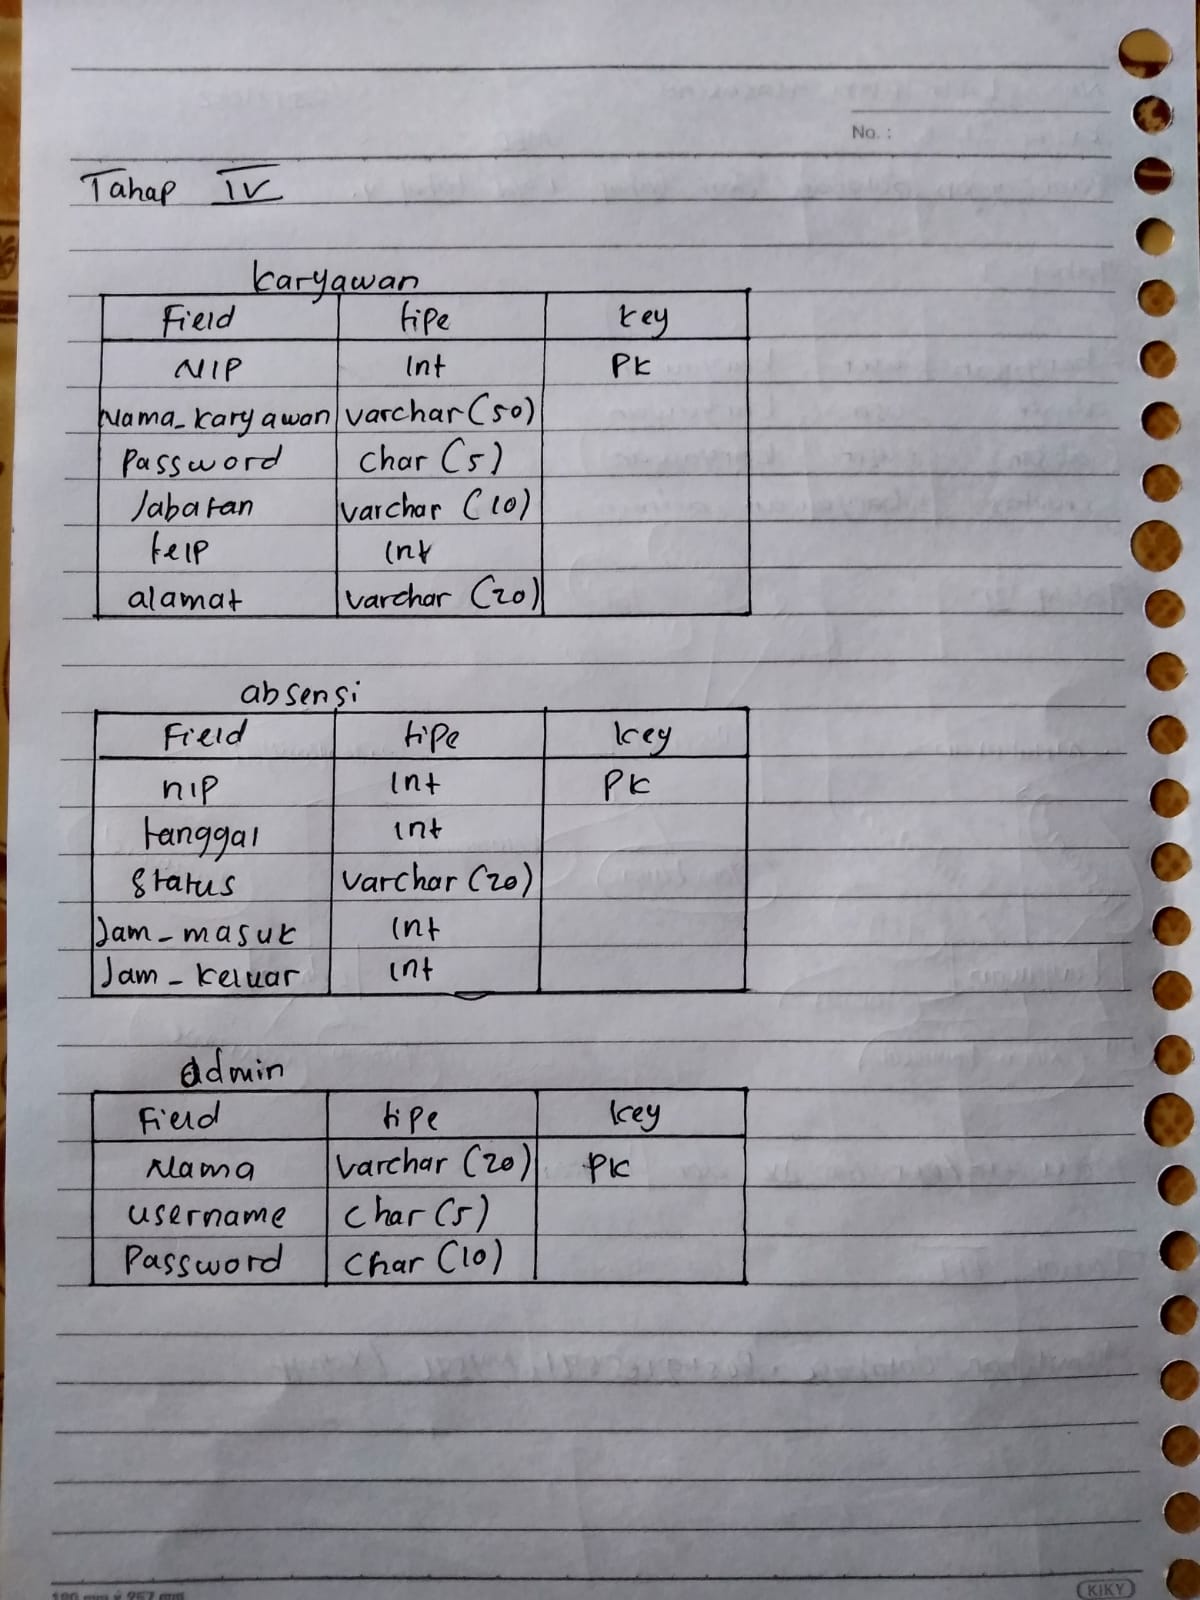 No. :
Tahap IV
karyawan
Field tipe key
NIP Int PK
Nama_karyawan varchar (50)
Password char (5)
Jabatan varchar (10)
telp Int
alamat varchar (20)
absensi
Field tipe key
nip Int PK
tanggal int
Status varchar (20)
Jam_masuk Int
Jam_keluar int
admin
Field tipe key
Nama varchar (20) PK
username char (5)
Password char (10)
KIKY